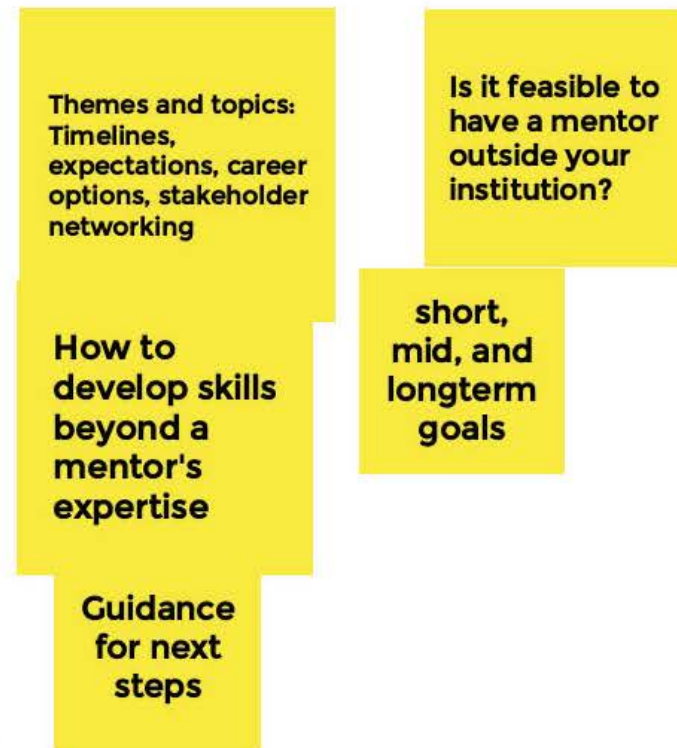 Themes and topics:
Timelines,
expectations, career
options, stakeholder
networking
Is it feasible to
have a mentor
outside your
institution?
How to
develop skills
beyond a
mentor's
expertise
short,
mid, and
longterm
goals
Guidance
for next
steps